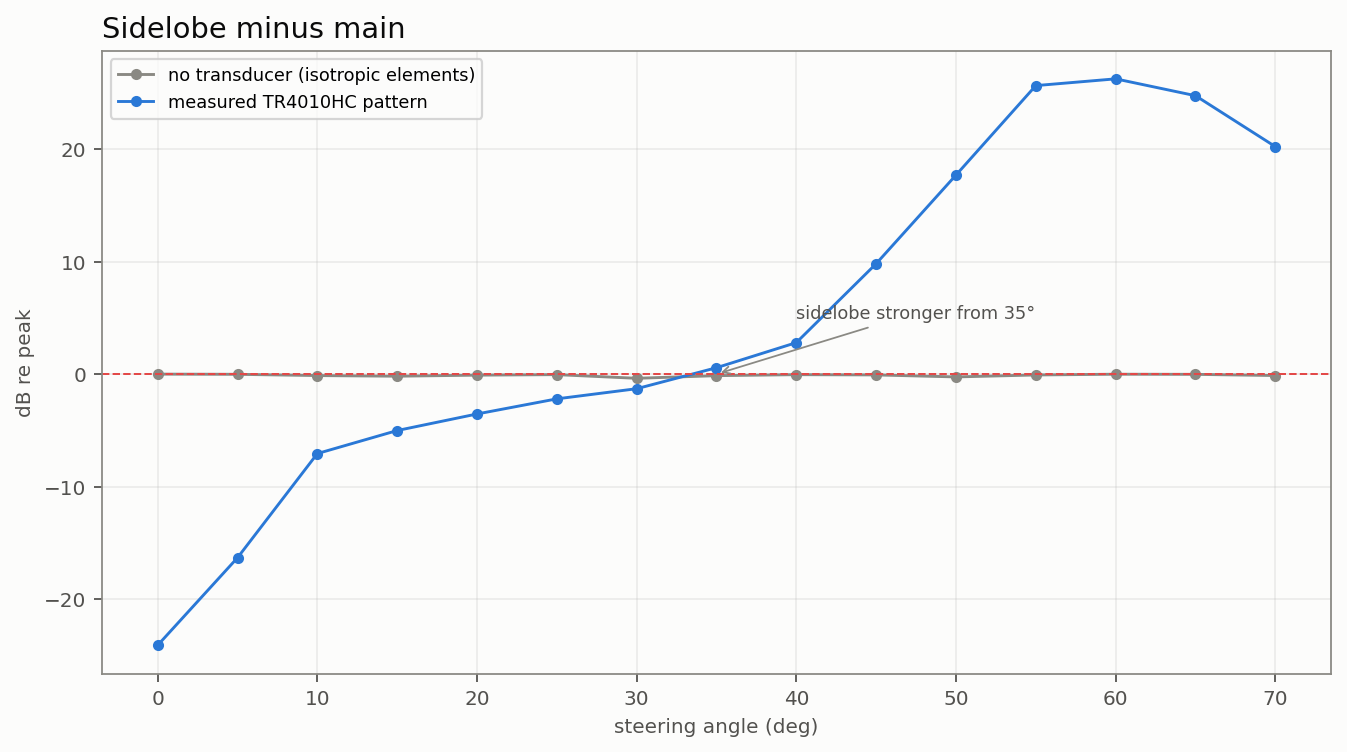 Sidelobe minus main
no transducer (isotropic elements)
measured TR4010HC pattern
dB re peak
20
10
0
−10
−20
sidelobe stronger from 35°
0 10 20 30 40 50 60 70
steering angle (deg)